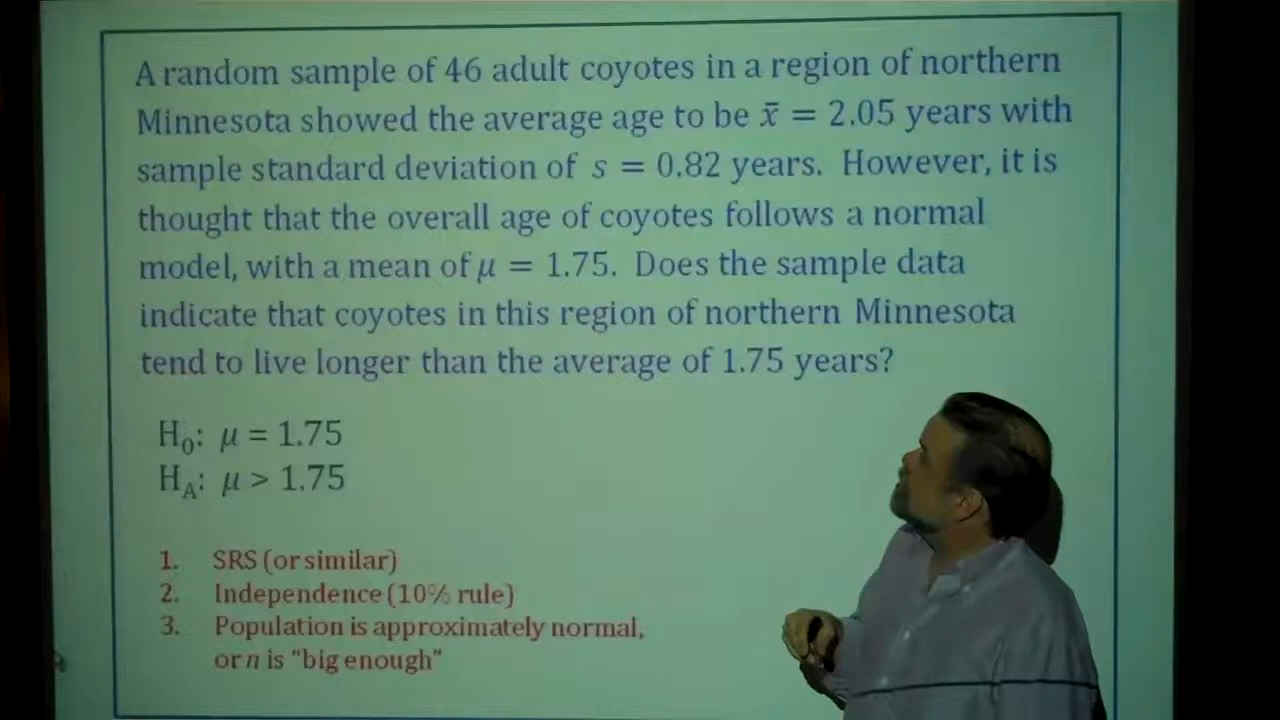 A random sample of 46 adult coyotes in a region of northern
Minnesota showed the average age to be x̄ = 2.05 years with
sample standard deviation of s = 0.82 years. However, it is
thought that the overall age of coyotes follows a normal
model, with a mean of μ = 1.75. Does the sample data
indicate that coyotes in this region of northern Minnesota
tend to live longer than the average of 1.75 years?
H₀: μ = 1.75
H_A: μ > 1.75
1. SRS (or similar)
2. Independence (10% rule)
3. Population is approximately normal,
or n is "big enough"